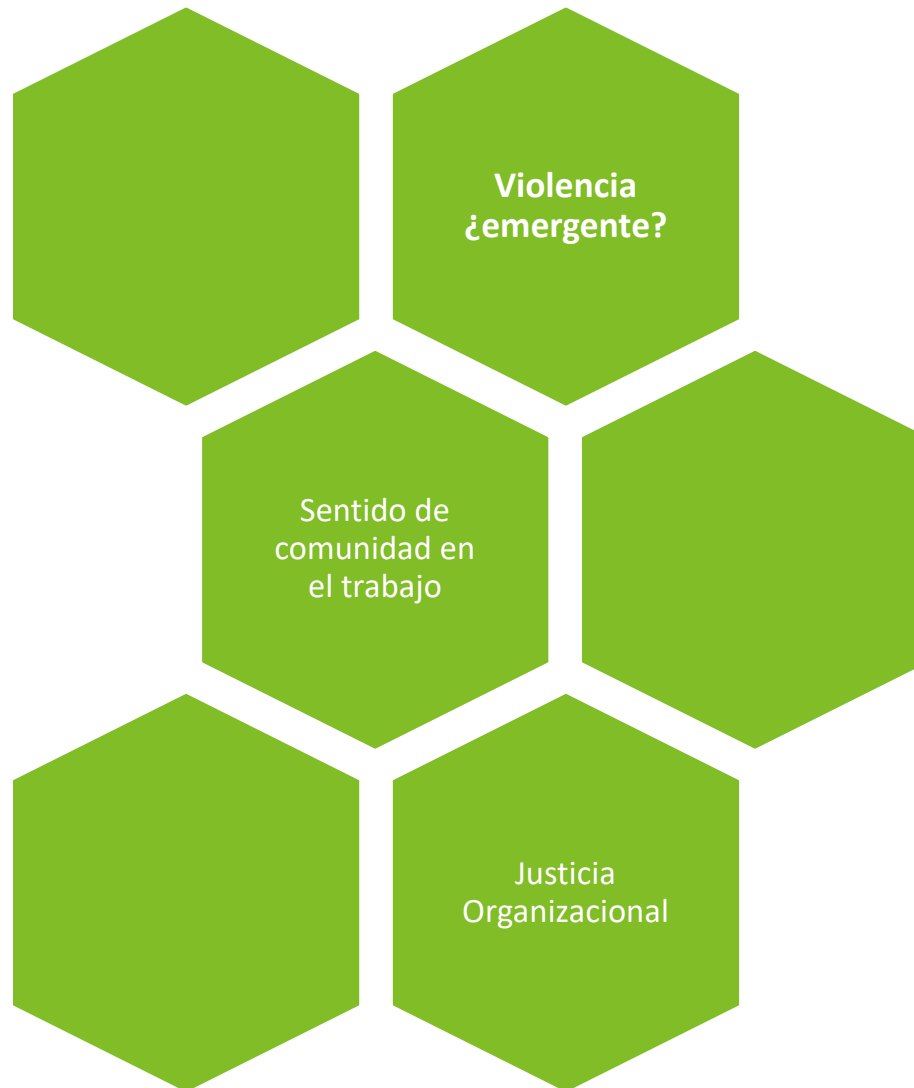 Violencia
¿emergente?
Sentido de
comunidad en
el trabajo
Justicia
Organizacional